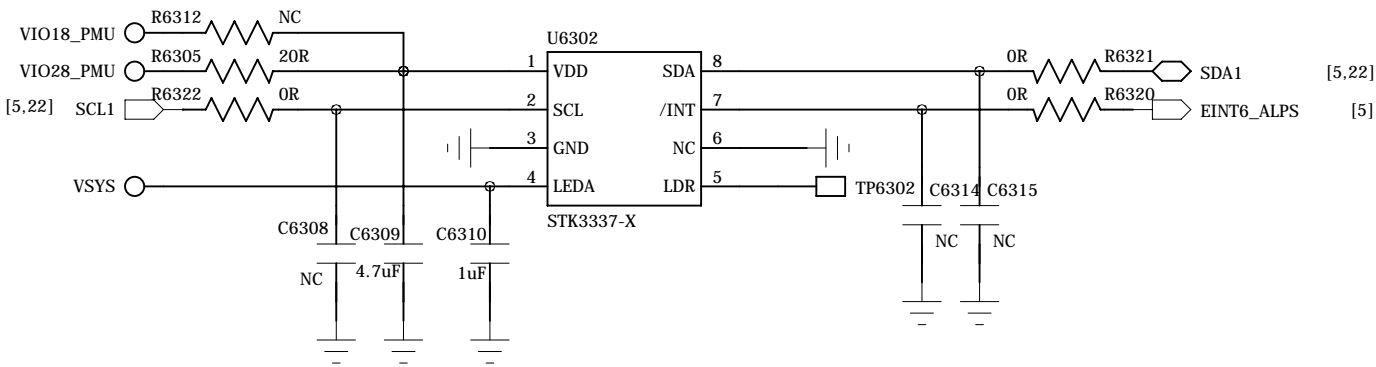 R6312 NC
VIO18_PMU
U6302
R6305 20R
VIO28_PMU
1 VDD SDA 8
0R R6321
SDA1 [5,22]
R6322 0R
[5,22] SCL1
2 SCL /INT 7
0R R6320
EINT6_ALPS [5]
3 GND NC 6
VSYS
4 LEDA LDR 5
TP6302 C6314 C6315
STK3337-X
C6308 C6309 C6310
NC 4.7uF 1uF
NC NC